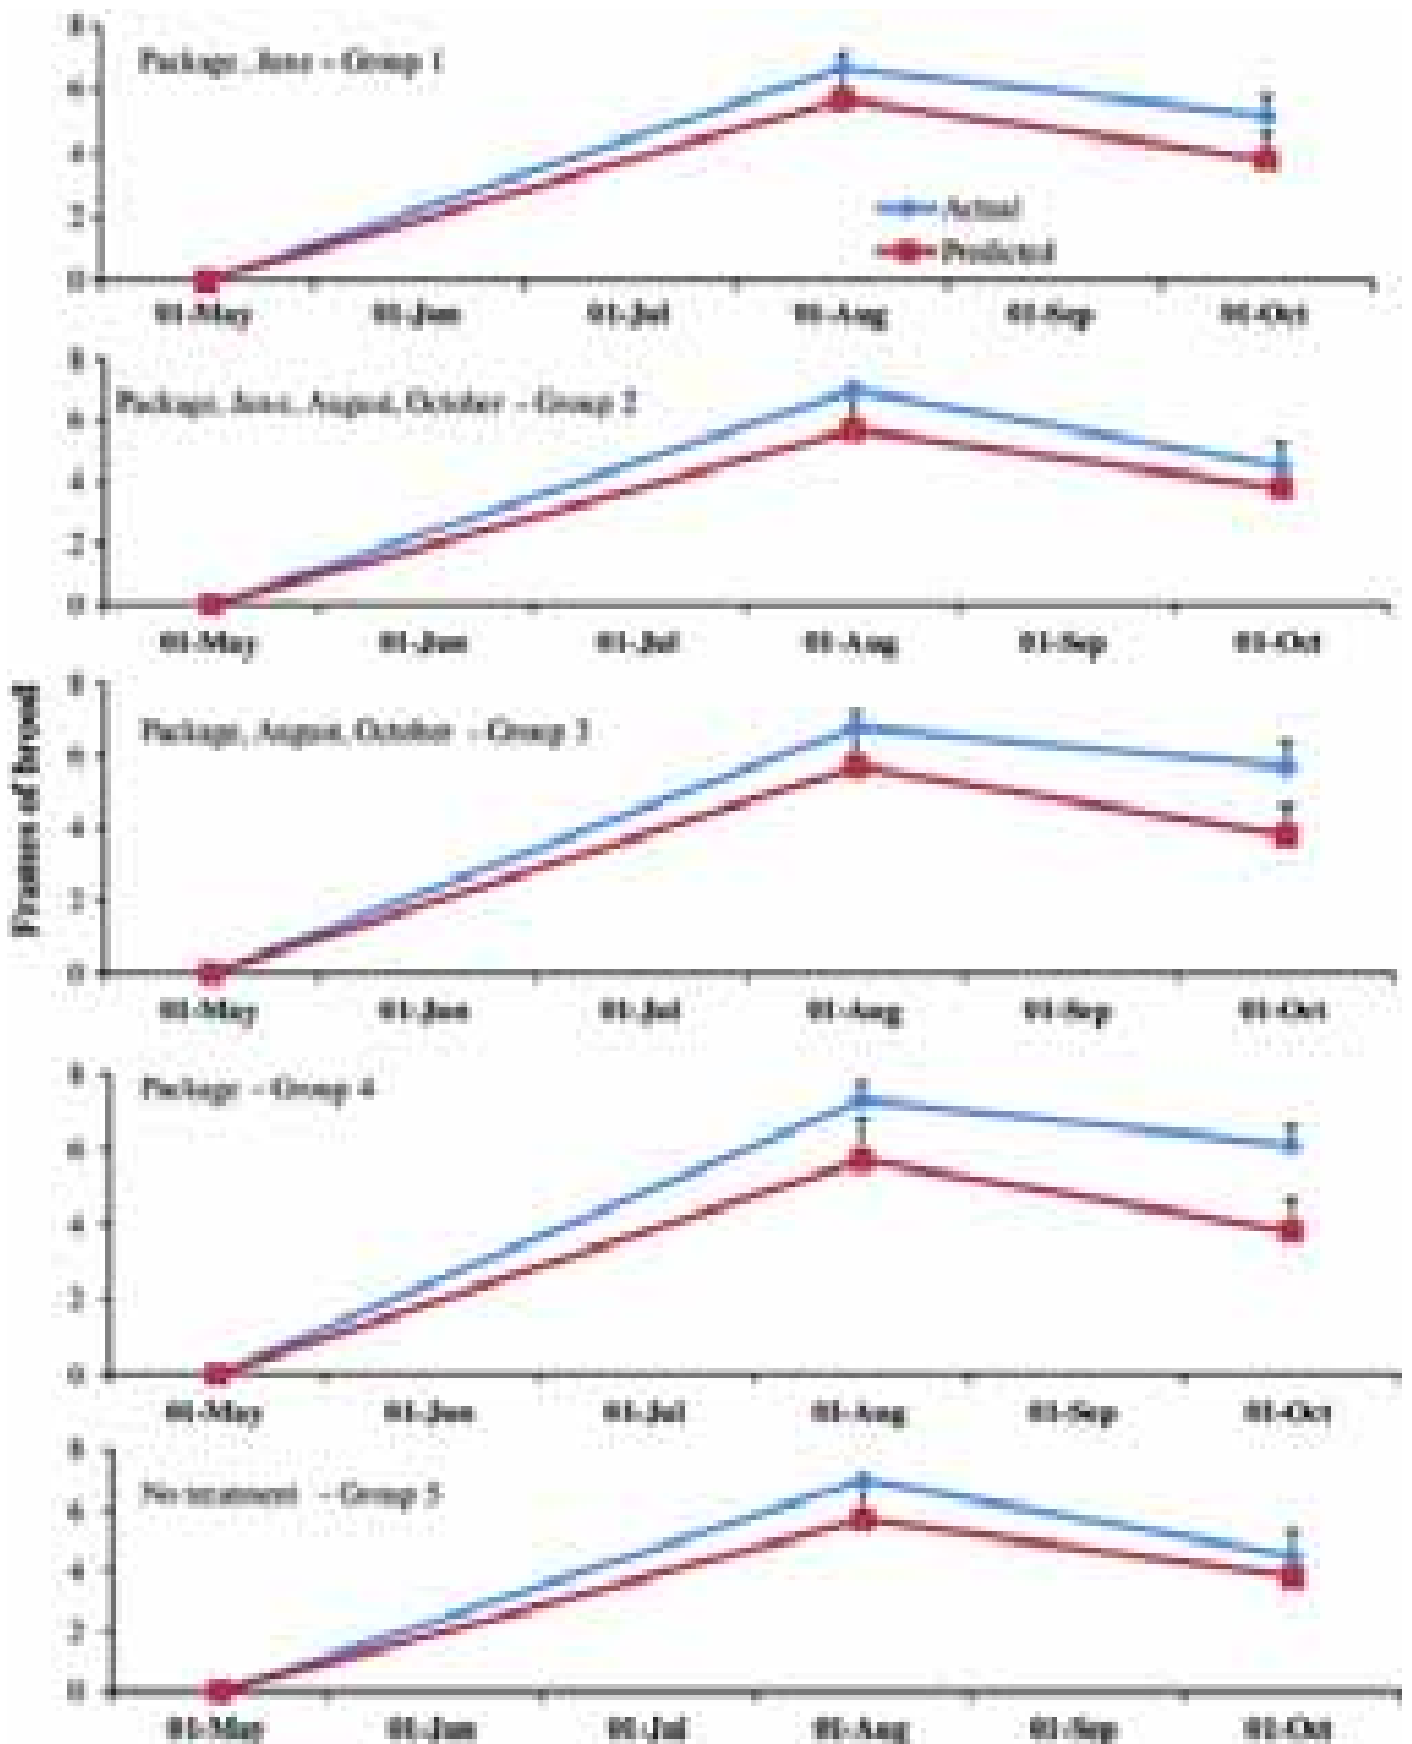 8
Package, June – Group 1
6
4
Actual
2
Predicted
0
01-May 01-Jun 01-Jul 01-Aug 01-Sep 01-Oct
8
Package, June, August, October – Group 2
6
4
2
0
01-May 01-Jun 01-Jul 01-Aug 01-Sep 01-Oct
Frames of brood
8
Package, August, October – Group 3
6
4
2
0
01-May 01-Jun 01-Jul 01-Aug 01-Sep 01-Oct
8
Package – Group 4
6
4
2
0
01-May 01-Jun 01-Jul 01-Aug 01-Sep 01-Oct
8
No treatment – Group 5
6
4
2
0
01-May 01-Jun 01-Jul 01-Aug 01-Sep 01-Oct